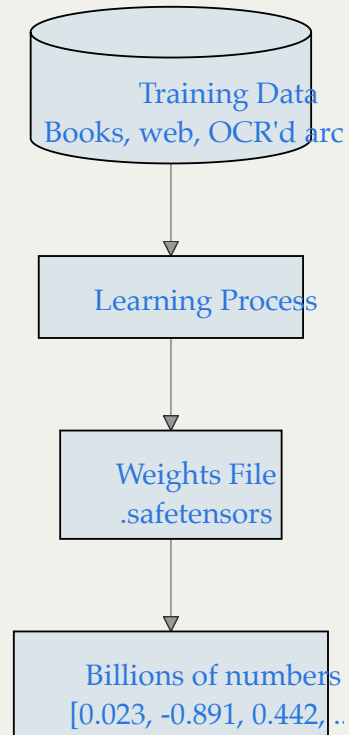 Training Data
Books, web, OCR'd arc
Learning Process
Weights File
.safetensors
Billions of numbers
[0.023, -0.891, 0.442, ..